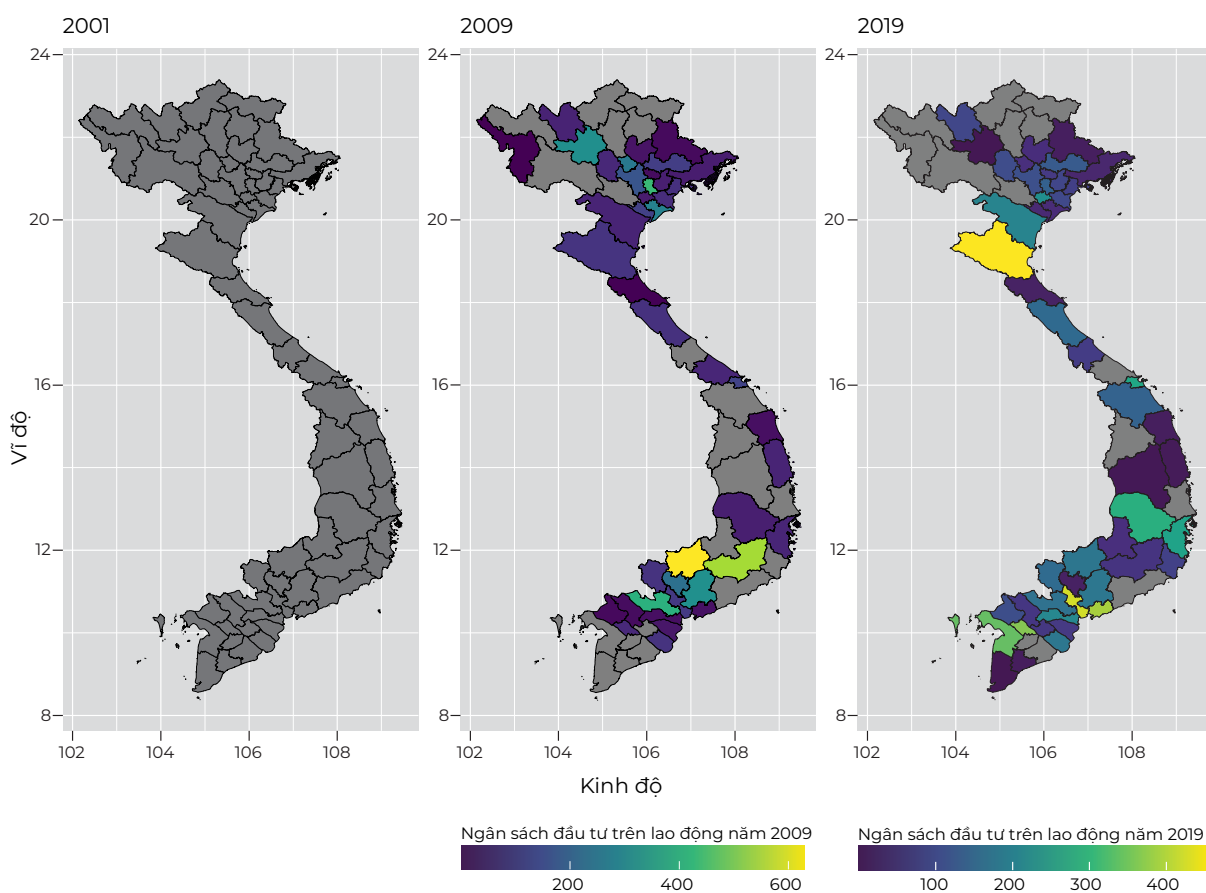 2001
2009
2019
24
20
16
12
8
24
20
16
12
8
24
20
16
12
8
Vĩ độ
102 104 106 108
102 104 106 108
102 104 106 108
Kinh độ
Ngân sách đầu tư trên lao động năm 2009
200 400 600
Ngân sách đầu tư trên lao động năm 2019
100 200 300 400